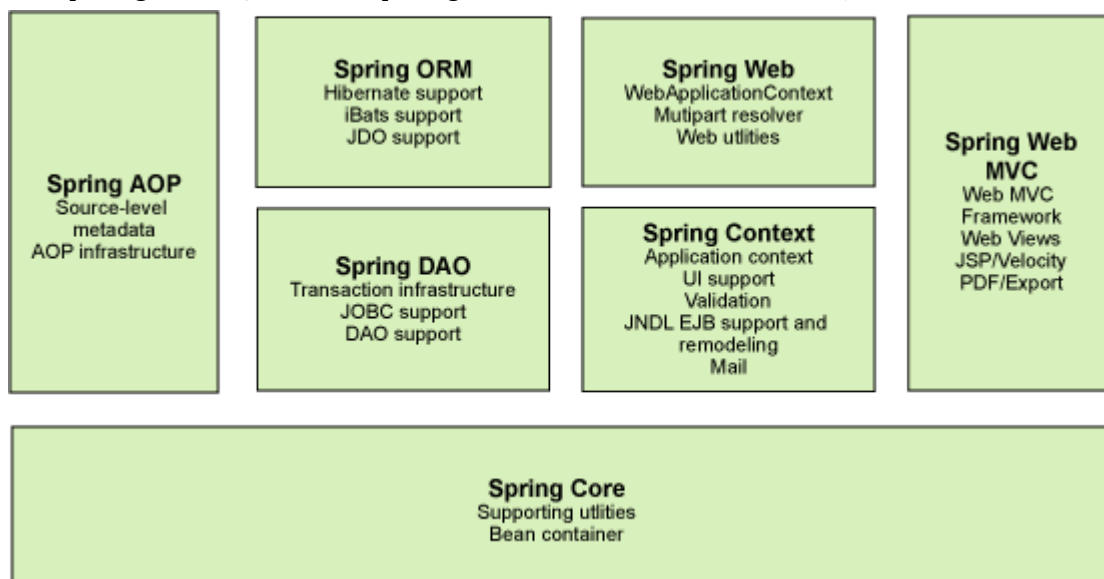 Spring AOP
Source-level
metadata
AOP infrastructure
Spring ORM
Hibernate support
iBats support
JDO support
Spring DAO
Transaction infrastructure
JOBC support
DAO support
Spring Web
WebApplicationContext
Mutipart resolver
Web utlities
Spring Context
Application context
UI support
Validation
JNDL EJB support and
remodeling
Mail
Spring Web
MVC
Web MVC
Framework
Web Views
JSP/Velocity
PDF/Export
Spring Core
Supporting utlities
Bean container